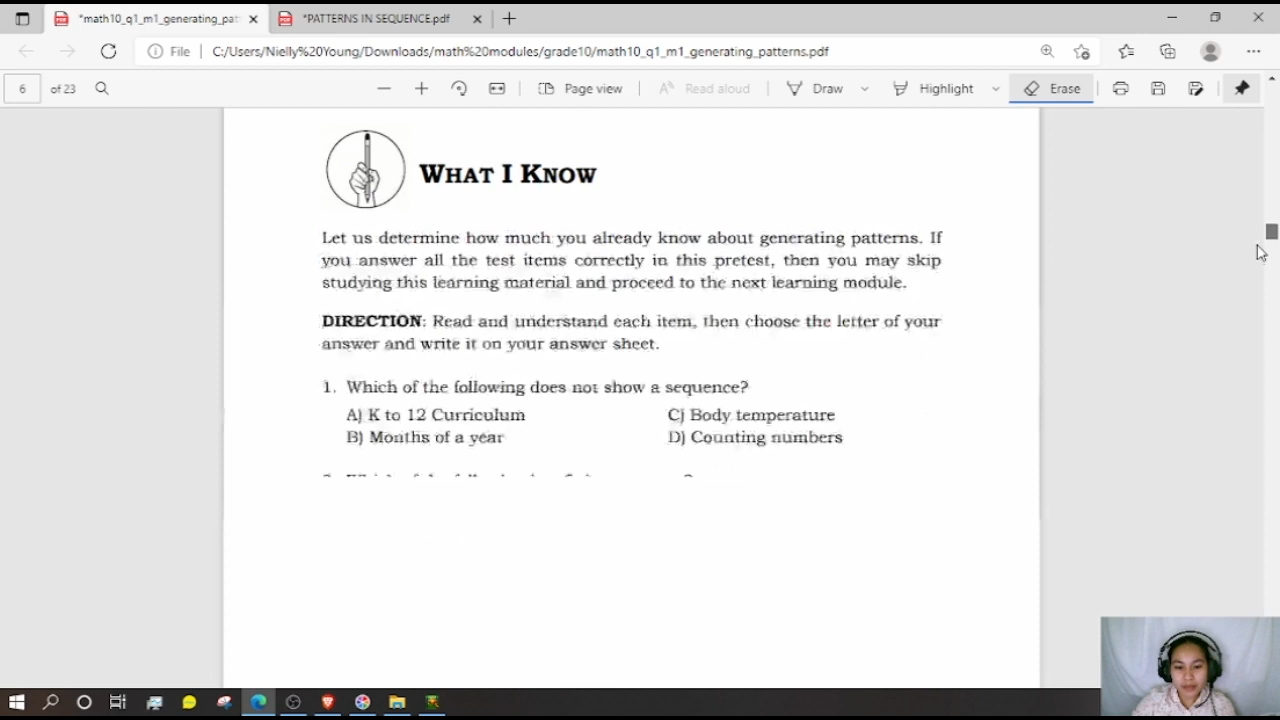 *math10_q1_m1_generating_pat
*PATTERNS IN SEQUENCE.pdf
File
C:/Users/Nielly%20Young/Downloads/math%20modules/grade10/math10_q1_m1_generating_patterns.pdf
6 of 23
Page view
Read aloud
Draw
Highlight
Erase
WHAT I KNOW
Let us determine how much you already know about generating patterns. If
you answer all the test items correctly in this pretest, then you may skip
studying this learning material and proceed to the next learning module.
DIRECTION: Read and understand each item, then choose the letter of your
answer and write it on your answer sheet.
1. Which of the following does not show a sequence?
A) K to 12 Curriculum
C) Body temperature
B) Months of a year
D) Counting numbers